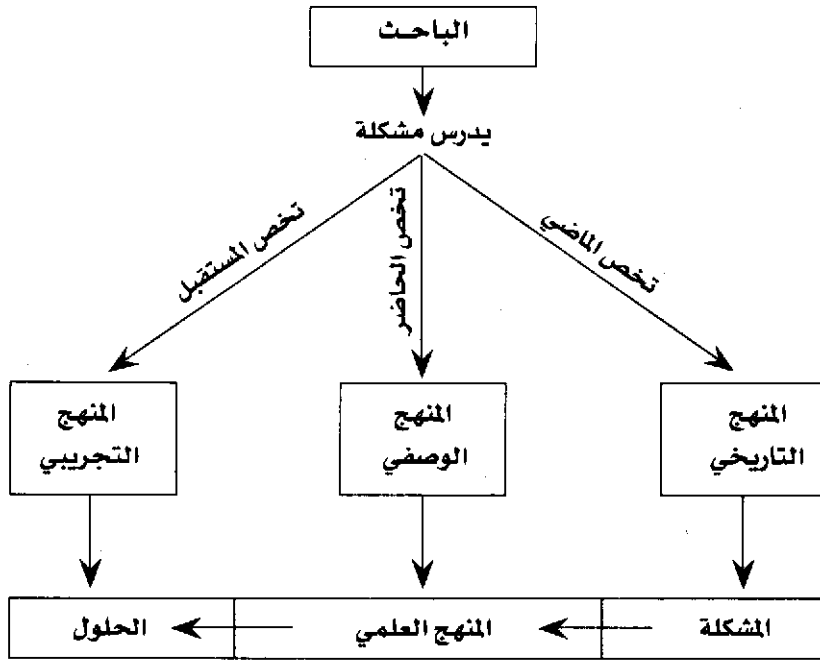 الباحث
يدرس مشكلة
تخص الماضي
تخص الحاضر
تخص المستقبل
المنهج
التاريخي
المنهج
الوصفي
المنهج
التجريبي
المشكلة
المنهج العلمي
الحلول